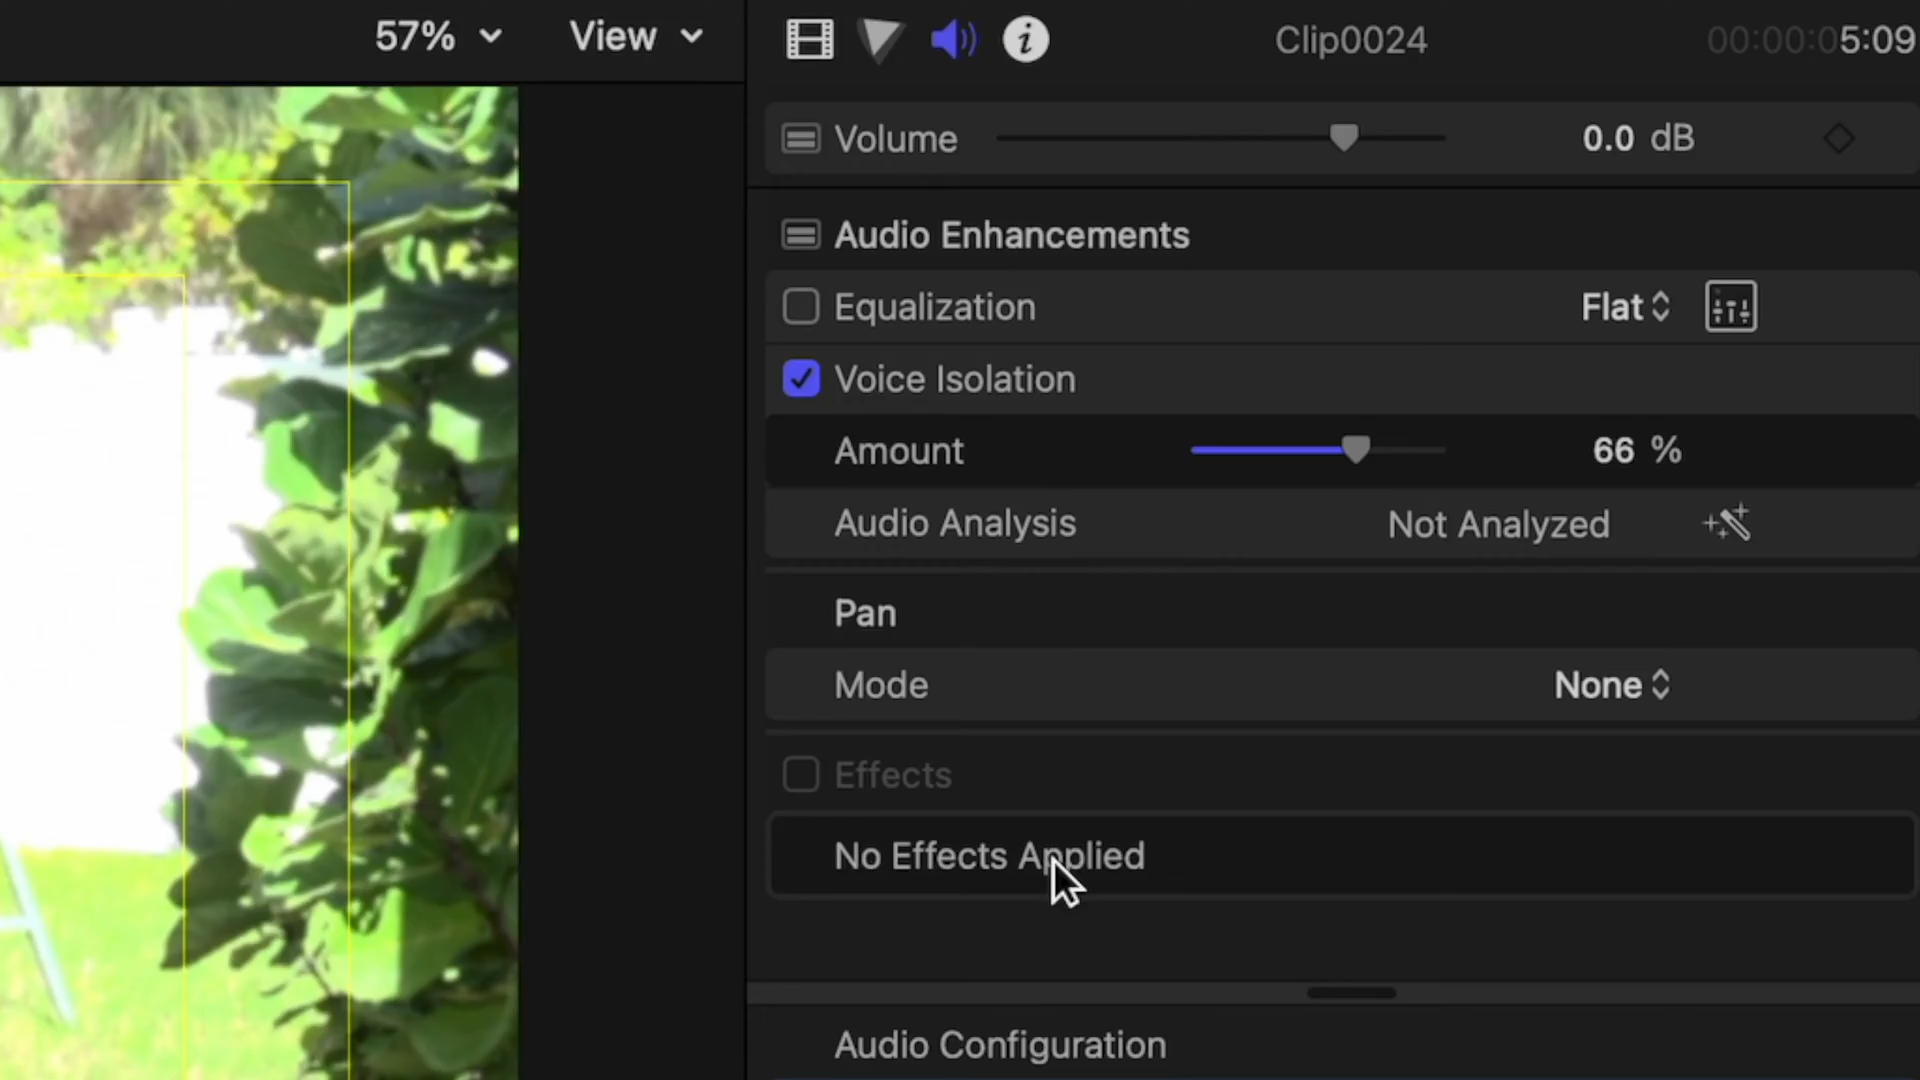 57% View Clip0024 00:00:05:09
Volume 0.0 dB
Audio Enhancements
Equalization Flat
Voice Isolation
Amount 66 %
Audio Analysis Not Analyzed
Pan
Mode None
Effects
No Effects Applied
Audio Configuration